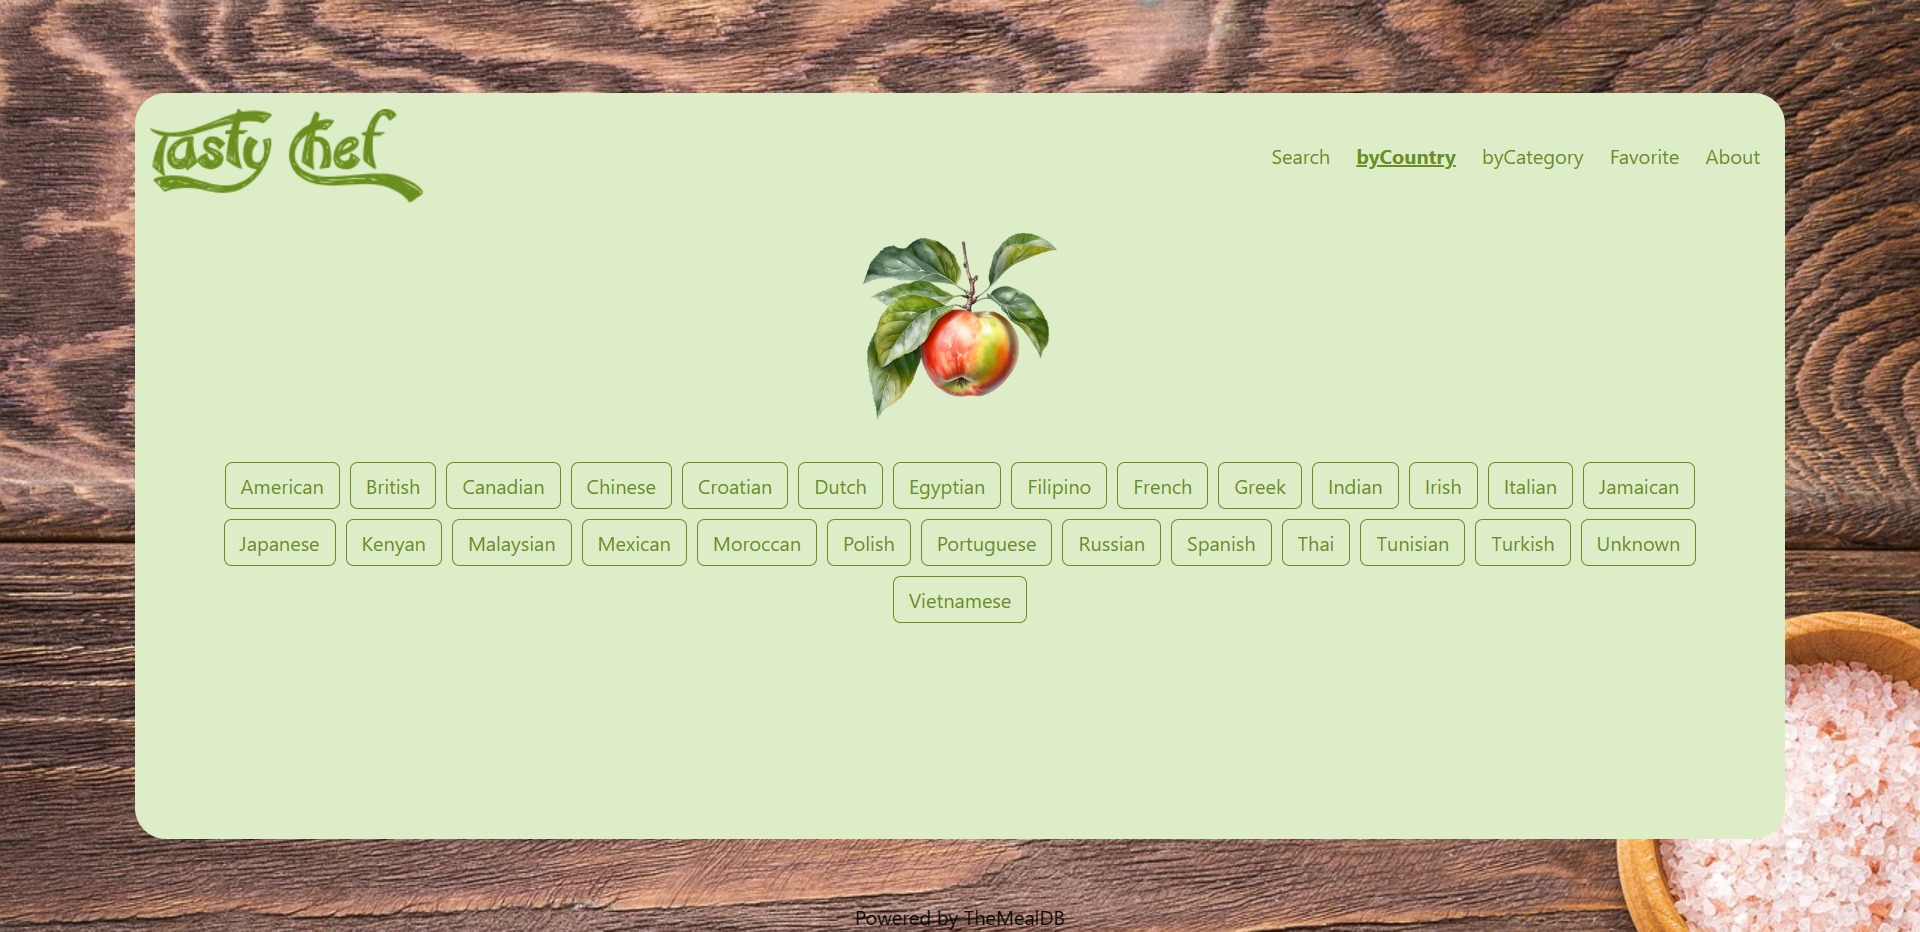 Tasty Chef
Search byCountry byCategory Favorite About
American British Canadian Chinese Croatian Dutch Egyptian Filipino French Greek Indian Irish Italian Jamaican
Japanese Kenyan Malaysian Mexican Moroccan Polish Portuguese Russian Spanish Thai Tunisian Turkish Unknown
Vietnamese
Powered by TheMealDB